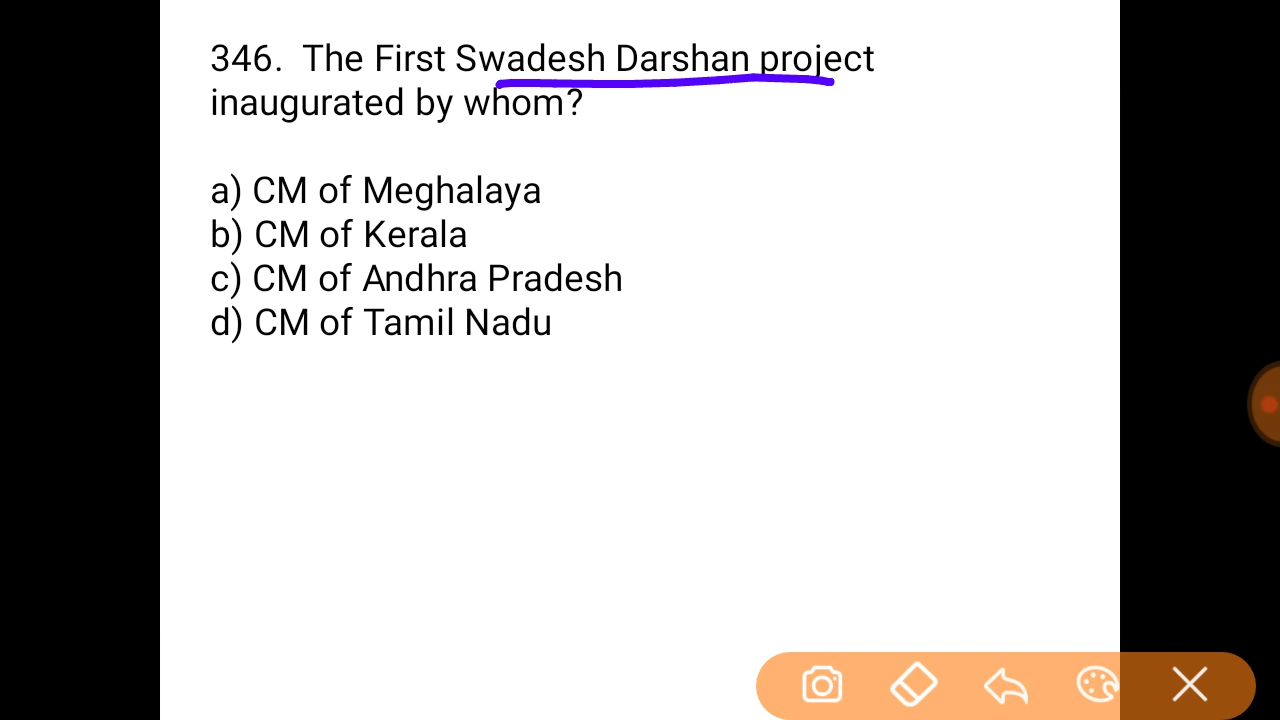 346.  The First Swadesh Darshan project
inaugurated by whom?
a) CM of Meghalaya
b) CM of Kerala
c) CM of Andhra Pradesh
d) CM of Tamil Nadu